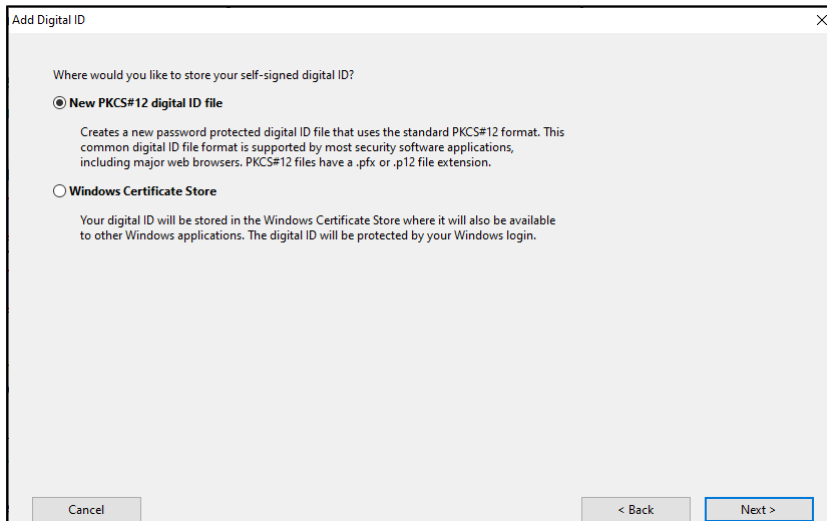 Add Digital ID
Where would you like to store your self-signed digital ID?
New PKCS#12 digital ID file
Creates a new password protected digital ID file that uses the standard PKCS#12 format. This
common digital ID file format is supported by most security software applications,
including major web browsers. PKCS#12 files have a .pfx or .p12 file extension.
Windows Certificate Store
Your digital ID will be stored in the Windows Certificate Store where it will also be available
to other Windows applications. The digital ID will be protected by your Windows login.
Cancel
< Back
Next >